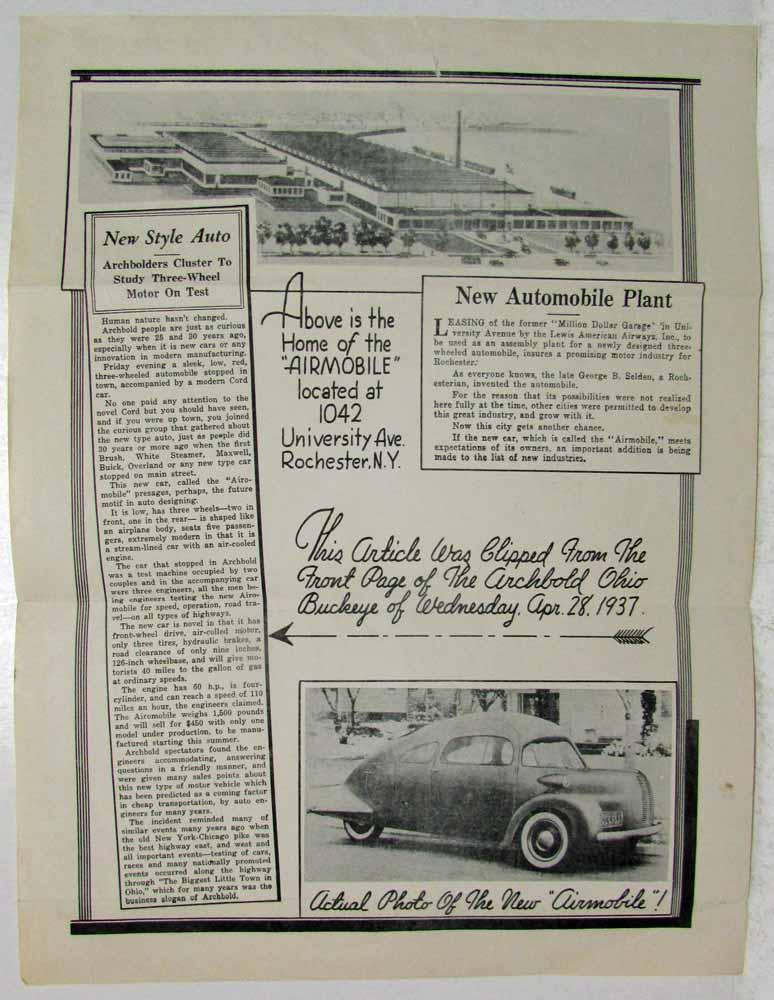 New Style Auto
Archbolders Cluster To
Study Three-Wheel
Motor On Test
Human nature hasn't changed.
Archbold people are just as curious
as they were 25 and 30 years ago,
especially when it is new cars or any
innovation in modern manufacturing.
Friday evening a sleek, low, red,
three-wheeled automobile stopped in
town, accompanied by a modern Cord
car.
No one paid any attention to the
novel Cord but you should have seen,
and if you were up town, you joined
the curious group that gathered about
the new type auto, just as people did
30 years or more ago when the first
Brush, White Steamer, Maxwell,
Buick, Overland or any new type car
stopped on main street.
This new car, called the "Airo-
mobile" presages, perhaps, the future
motif in auto designing.
It is low, has three wheels—two in
front, one in the rear— is shaped like
an airplane body, seats five passen-
gers, extremely modern in that it is
a stream-lined car with an air-cooled
engine.
The car that stopped in Archbold
was a test machine occupied by two
couples and in the accompanying car
were three engineers, all the men be-
ing engineers testing the new Airo-
mobile for speed, operation, road tra-
vel—on all types of highways.
The new car is novel in that it has
front-wheel drive, air-colled motor,
only three tires, hydraulic brakes, a
road clearance of only nine inches,
126-inch wheelbase, and will give mo-
torists 40 miles to the gallon of gas
at ordinary speeds.
The engine has 60 h.p., is four-
cylinder, and can reach a speed of 110
miles an hour, the engineers claimed.
The Airomobile weighs 1,500 pounds
and will sell for $450 with only one
model under production, to be manu-
factured starting this summer.
Archbold spectators found the en-
gineers accommodating, answering
questions in a friendly manner, and
were given many sales points about
this new type of motor vehicle which
has been predicted as a coming factor
in cheap transportation, by auto en-
gineers for many years.
The incident reminded many of
similar events many years ago when
the old New York-Chicago pike was
the best highway east, and west and
all important events—testing of cars,
races and many nationally promoted
events occurred along the highway
through "The Biggest Little Town in
Ohio," which for many years was the
business slogan of Archbold.
Above is the
Home of the
"AIRMOBILE"
located at
1042
University Ave.
Rochester, N.Y.
New Automobile Plant
LEASING of the former "Million Dollar Garage" in Uni-
versity Avenue by the Lewis American Airways, Inc., to
be used as an assembly plant for a newly designed three-
wheeled automobile, insures a promising motor industry for
Rochester.
As everyone knows, the late George B. Selden, a Roch-
esterian, invented the automobile.
For the reason that its possibilities were not realized
here fully at the time, other cities were permitted to develop
this great industry, and grow with it.
Now this city gets another chance.
If the new car, which is called the "Airmobile," meets
expectations of its owners, an important addition is being
made to the list of new industries.
This Article Was Clipped From The
Front Page of The Archbold Ohio
Buckeye of Wednesday, Apr. 28, 1937.
Actual Photo Of The New "Airmobile"!